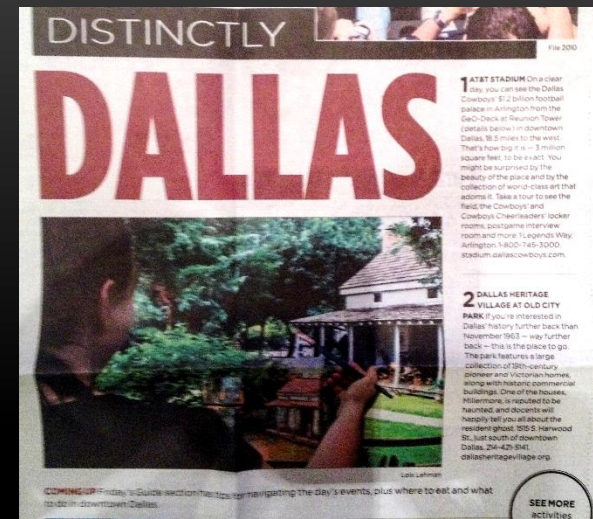 DISTINCTLY
File 2010
DALLAS
1 AT&T STADIUM On a clear
day, you can see the Dallas
Cowboys' $1.2 billion football
palace in Arlington from the
GeO-Deck at Reunion Tower
(details below) in downtown
Dallas, 18.5 miles to the west.
That's how big it is — 3 million
square feet, to be exact. You
might be surprised by the
beauty of the place and by the
collection of world-class art that
adorns it. Take a tour to see the
field, the Cowboys' and
Cowboys Cheerleaders' locker
rooms, postgame interview
room and more. 1 Legends Way,
Arlington. 1-800-745-3000.
stadium.dallascowboys.com.
2 DALLAS HERITAGE
VILLAGE AT OLD CITY
PARK If you're interested in
Dallas' history further back than
November 1963 — way further
back — this is the place to go.
The park features a large
collection of 19th-century
pioneer and Victorian homes,
along with historic commercial
buildings. One of the houses,
Millermore, is reputed to be
haunted, and docents will
happily tell you all about the
resident ghost. 1515 S. Harwood
St., just south of downtown
Dallas. 214-421-5141.
dallasheritagevillage.org.
Lois Lehman
COMING UP Friday's Guide section has tips for navigating the day's events, plus where to eat and what
to do in downtown Dallas.
SEE MORE
activities